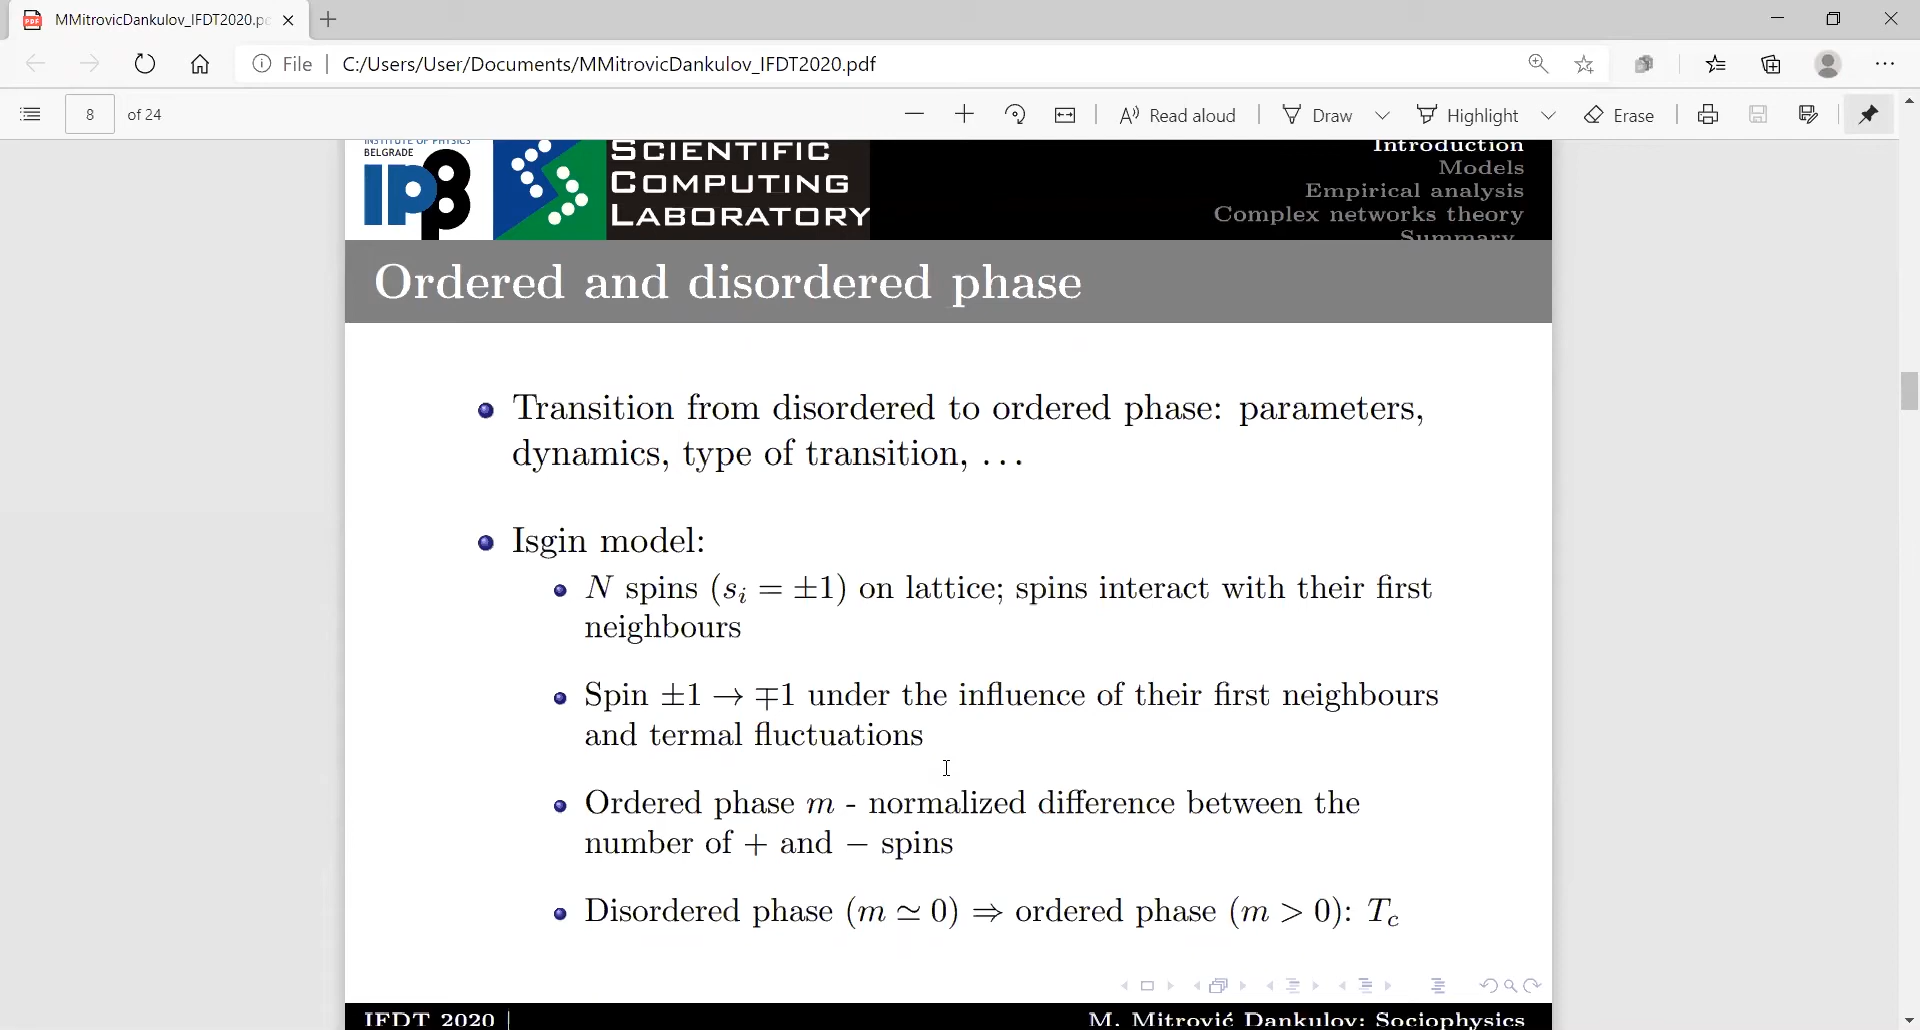 MMitrovicDankulov_IFDT2020.p
File | C:/Users/User/Documents/MMitrovicDankulov_IFDT2020.pdf
8 of 24
Read aloud
Draw
Highlight
Erase
INSTITUTE OF PHYSICS
BELGRADE
SCIENTIFIC
COMPUTING
LABORATORY
Introduction
Models
Empirical analysis
Complex networks theory
Summary
Ordered and disordered phase
Transition from disordered to ordered phase: parameters,
dynamics, type of transition, ...
Isgin model:
N spins (s_i = ±1) on lattice; spins interact with their first
neighbours
Spin ±1 → ∓1 under the influence of their first neighbours
and termal fluctuations
Ordered phase m - normalized difference between the
number of + and − spins
Disordered phase (m ≃ 0) ⇒ ordered phase (m > 0): T_c
IFDT 2020 |
M. Mitrović Dankulov: Sociophysics